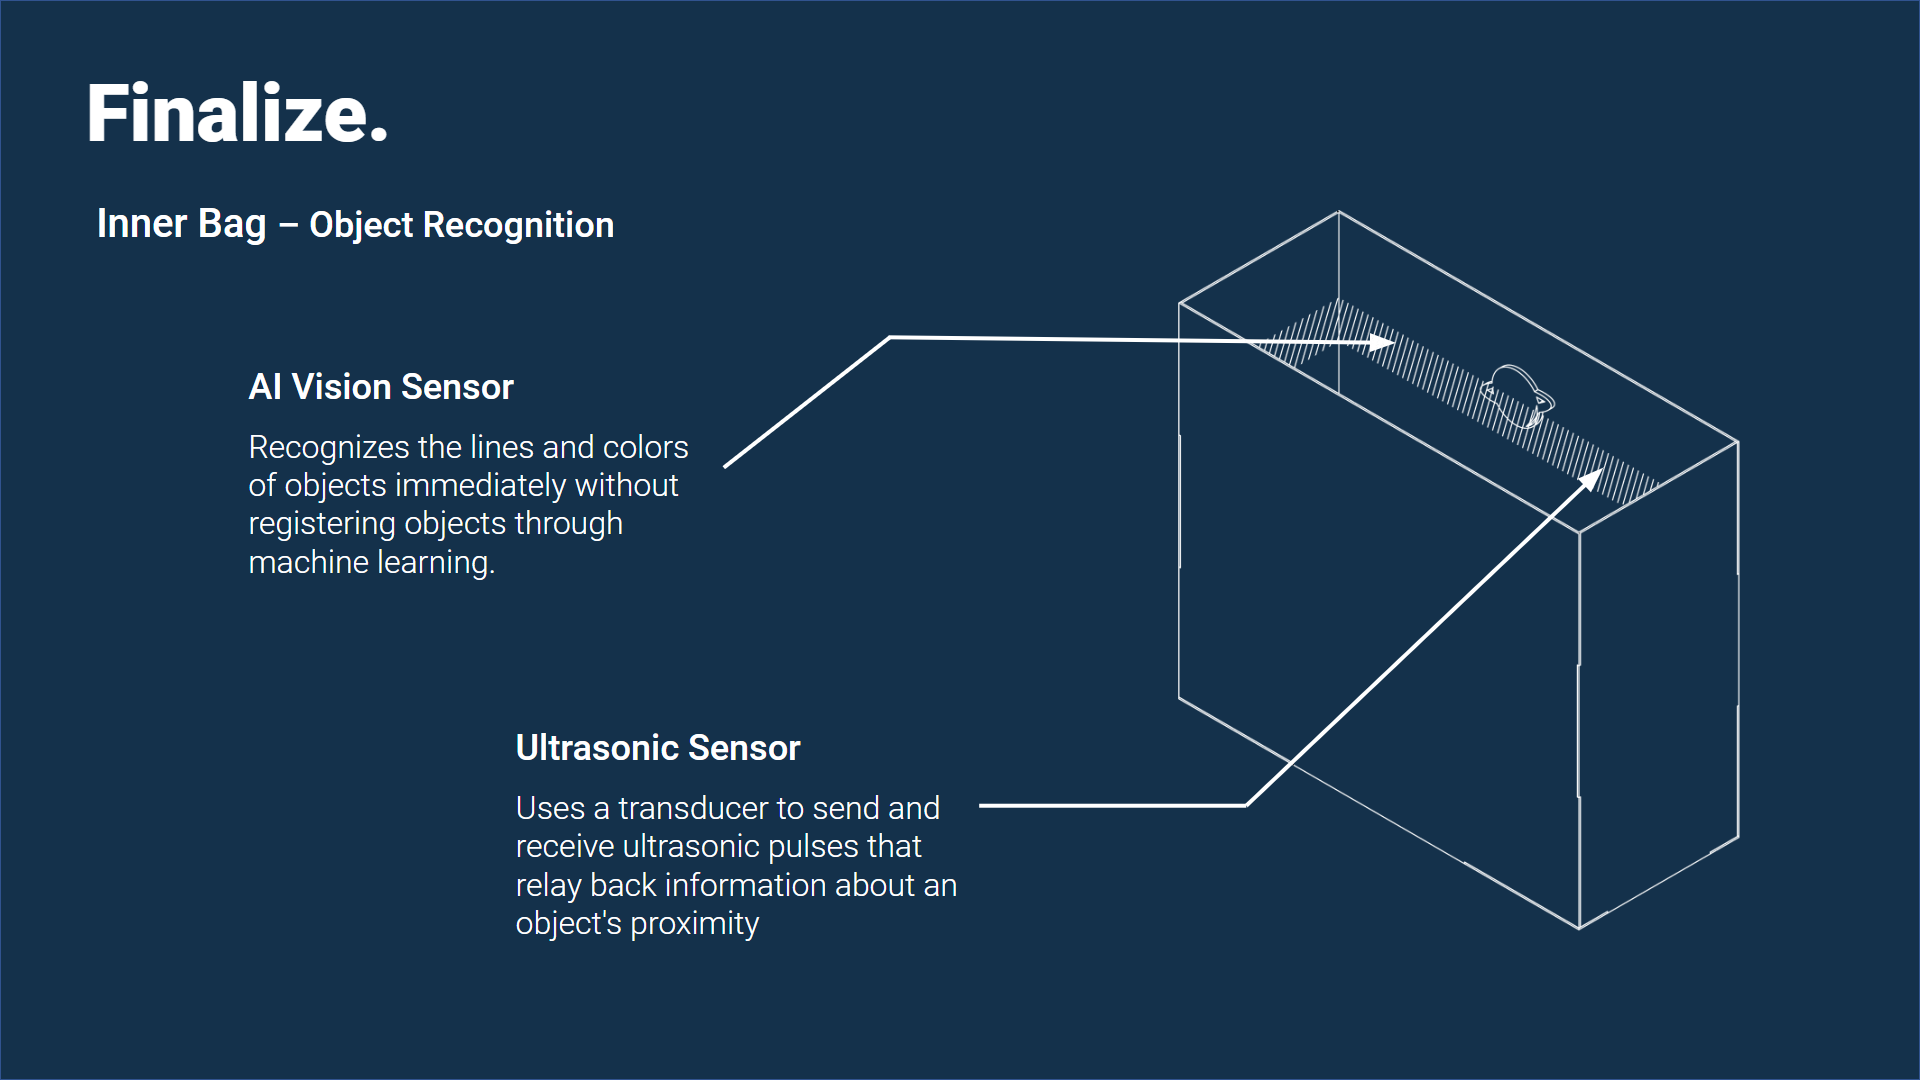 Finalize.
Inner Bag – Object Recognition
AI Vision Sensor
Recognizes the lines and colors
of objects immediately without
registering objects through
machine learning.
Ultrasonic Sensor
Uses a transducer to send and
receive ultrasonic pulses that
relay back information about an
object's proximity